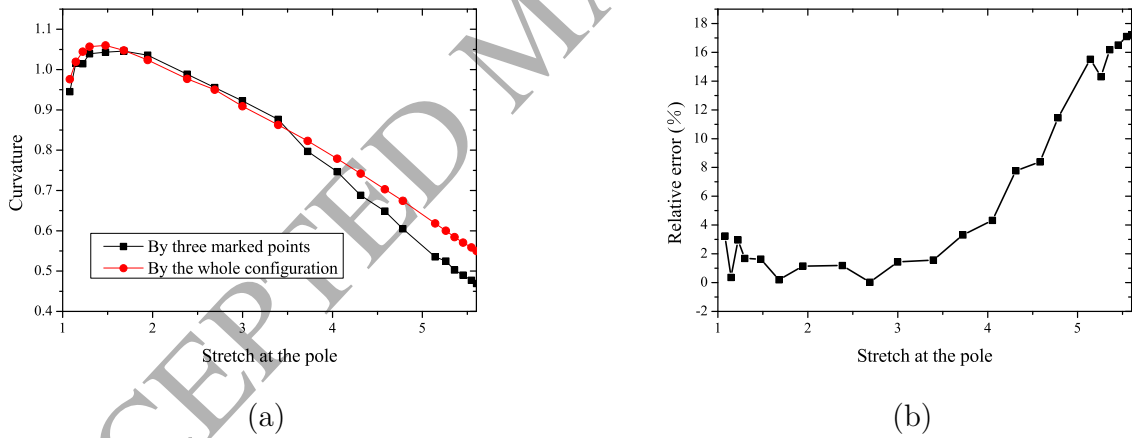 1.1
1.0
0.9
0.8
0.7
0.6
0.5
0.4
Curvature
By three marked points
By the whole configuration
1 2 3 4 5
Stretch at the pole
(a)
18
16
14
12
10
8
6
4
2
0
-2
Relative error (%)
1 2 3 4 5
Stretch at the pole
(b)
CEPTED MA